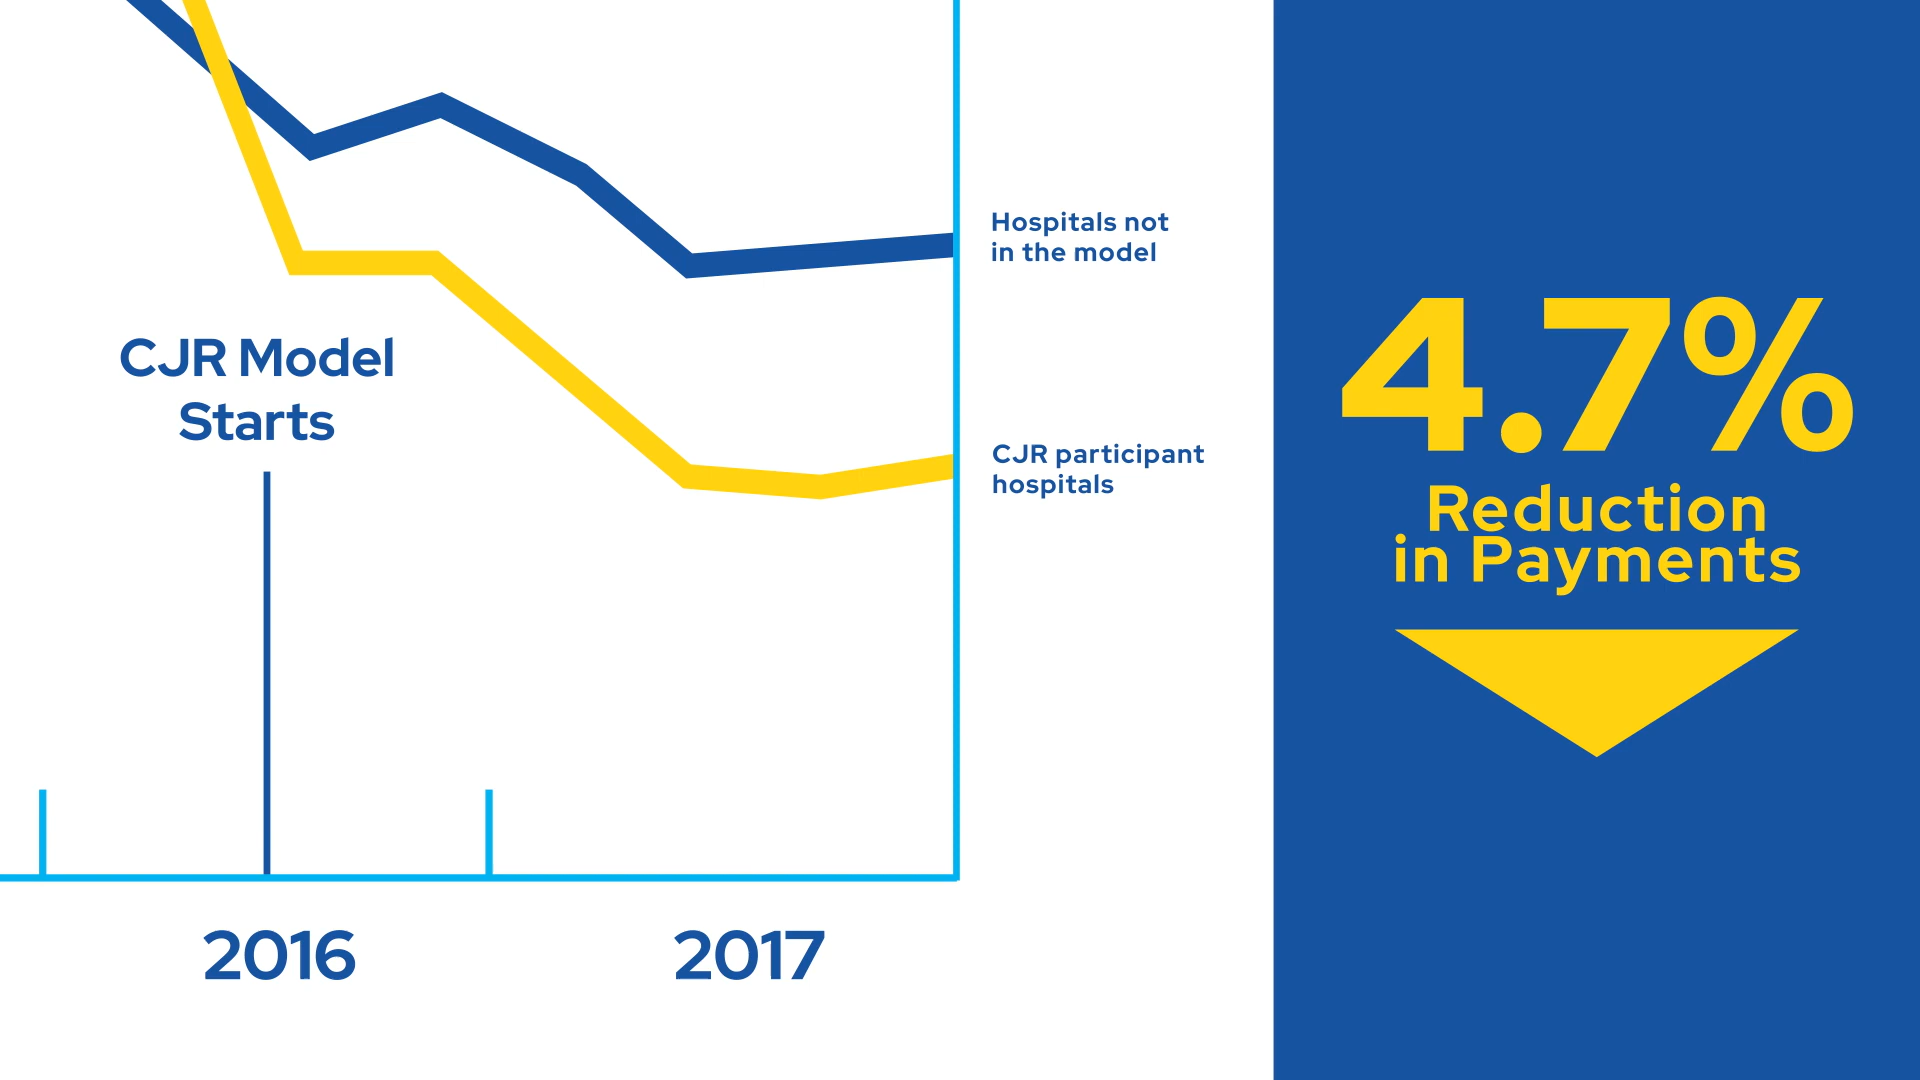 Hospitals not
in the model
CJR Model
Starts
CJR participant
hospitals
2016
2017
4.7%
Reduction
in Payments